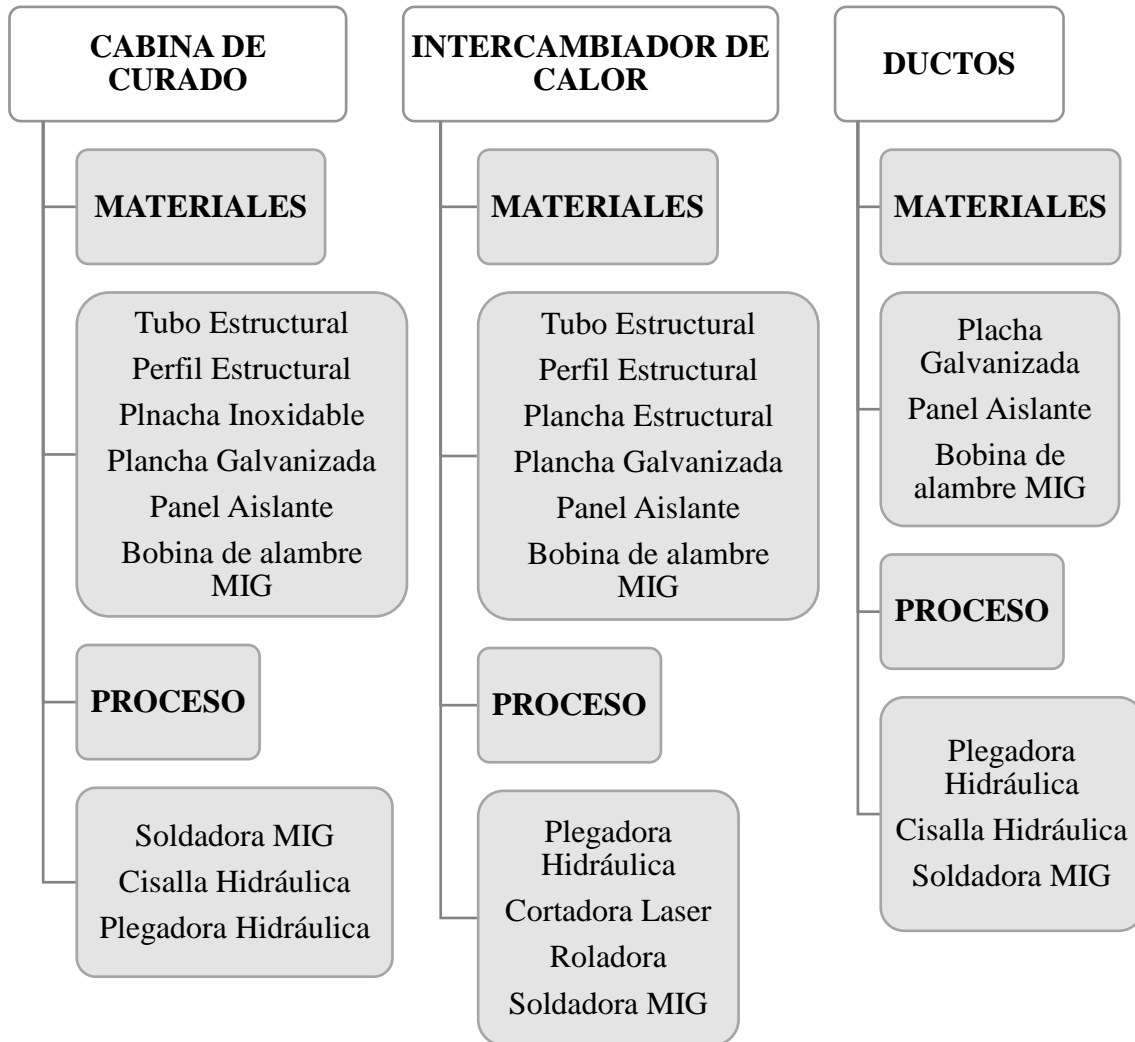 CABINA DE
CURADO
MATERIALES
Tubo Estructural
Perfil Estructural
Plnacha Inoxidable
Plancha Galvanizada
Panel Aislante
Bobina de alambre
MIG
PROCESO
Soldadora MIG
Cisalla Hidráulica
Plegadora Hidráulica
INTERCAMBIADOR DE
CALOR
MATERIALES
Tubo Estructural
Perfil Estructural
Plancha Estructural
Plancha Galvanizada
Panel Aislante
Bobina de alambre
MIG
PROCESO
Plegadora
Hidráulica
Cortadora Laser
Roladora
Soldadora MIG
DUCTOS
MATERIALES
Placha
Galvanizada
Panel Aislante
Bobina de
alambre MIG
PROCESO
Plegadora
Hidráulica
Cisalla Hidráulica
Soldadora MIG